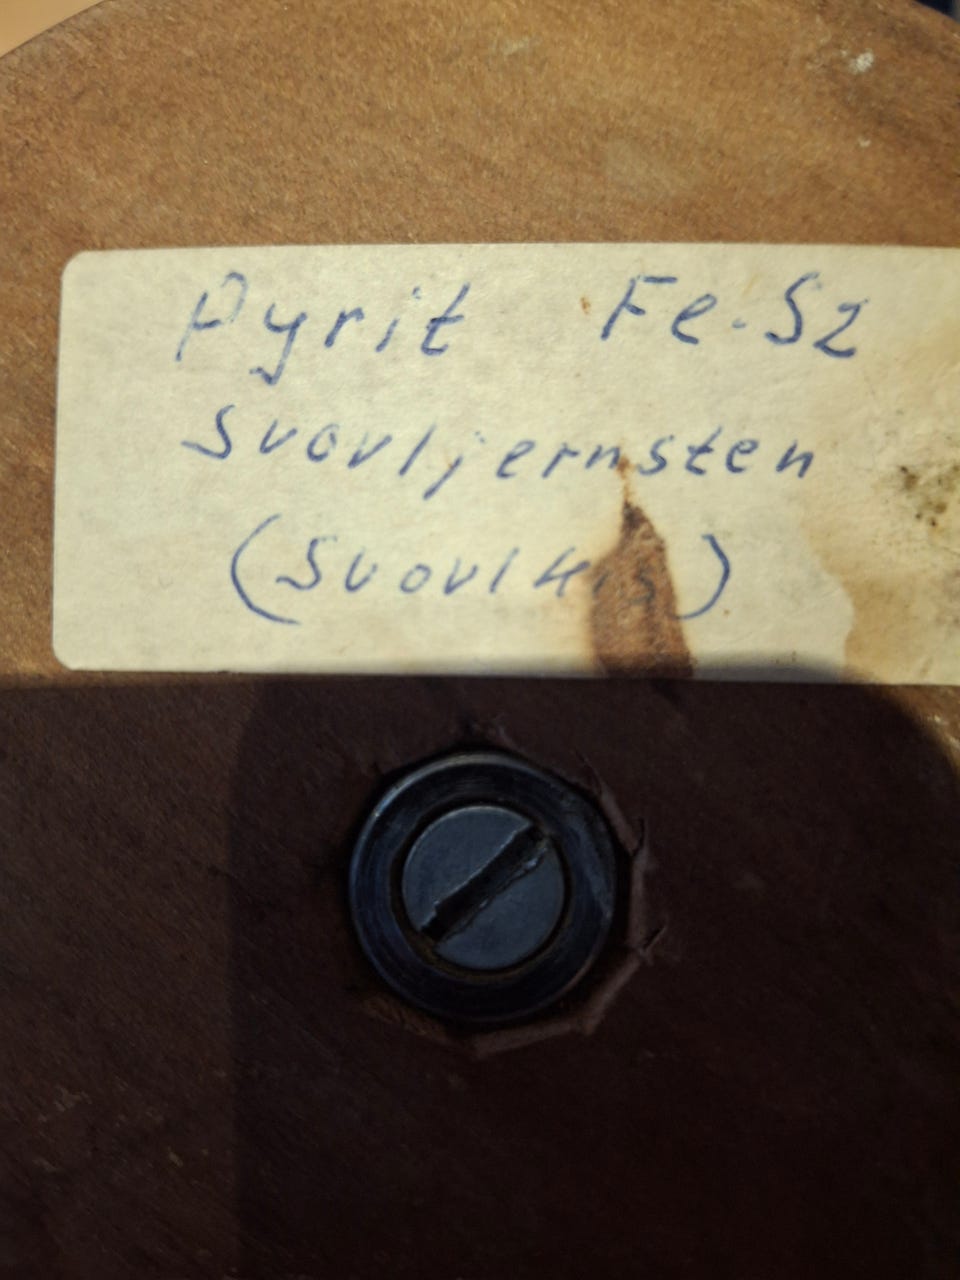 Pyrit Fe.S2
Svovljernsten
(Svovlkis)